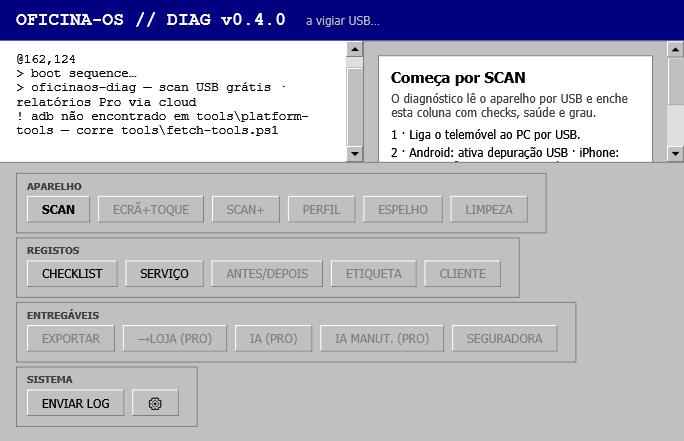 OFICINA-OS // DIAG v0.4.0 a vigiar USB…
@162,124
> boot sequence…
> oficinaos-diag — scan USB grátis ·
relatórios Pro via cloud
! adb não encontrado em tools\platform-
tools — corre tools\fetch-tools.ps1
Começa por SCAN
O diagnóstico lê o aparelho por USB e enche
esta coluna com checks, saúde e grau.
1 · Liga o telemóvel ao PC por USB.
2 · Android: ativa depuração USB · iPhone:
APARELHO
SCAN ECRÃ+TOQUE SCAN+ PERFIL ESPELHO LIMPEZA
REGISTOS
CHECKLIST SERVIÇO ANTES/DEPOIS ETIQUETA CLIENTE
ENTREGÁVEIS
EXPORTAR →LOJA (PRO) IA (PRO) IA MANUT. (PRO) SEGURADORA
SISTEMA
ENVIAR LOG